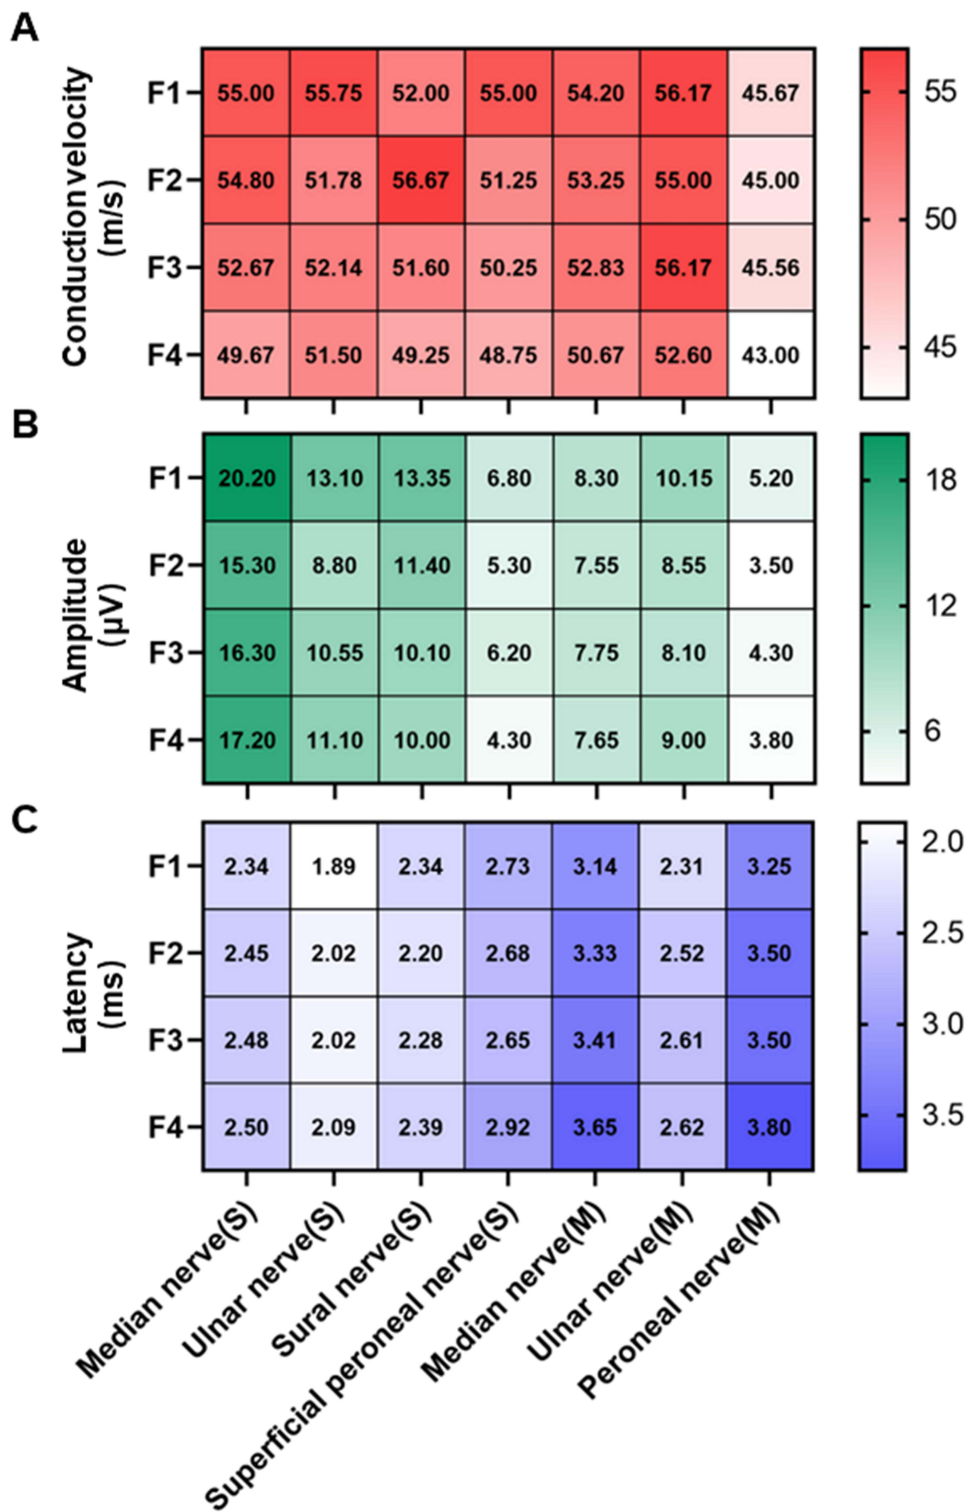 A
Conduction velocity
(m/s)
F1 55.00 55.75 52.00 55.00 54.20 56.17 45.67
F2 54.80 51.78 56.67 51.25 53.25 55.00 45.00
F3 52.67 52.14 51.60 50.25 52.83 56.17 45.56
F4 49.67 51.50 49.25 48.75 50.67 52.60 43.00
55
50
45
B
Amplitude
(μV)
F1 20.20 13.10 13.35 6.80 8.30 10.15 5.20
F2 15.30 8.80 11.40 5.30 7.55 8.55 3.50
F3 16.30 10.55 10.10 6.20 7.75 8.10 4.30
F4 17.20 11.10 10.00 4.30 7.65 9.00 3.80
18
12
6
C
Latency
(ms)
F1 2.34 1.89 2.34 2.73 3.14 2.31 3.25
F2 2.45 2.02 2.20 2.68 3.33 2.52 3.50
F3 2.48 2.02 2.28 2.65 3.41 2.61 3.50
F4 2.50 2.09 2.39 2.92 3.65 2.62 3.80
2.0
2.5
3.0
3.5
Median nerve(S)
Ulnar nerve(S)
Sural nerve(S)
Superficial peroneal nerve(S)
Median nerve(M)
Ulnar nerve(M)
Peroneal nerve(M)